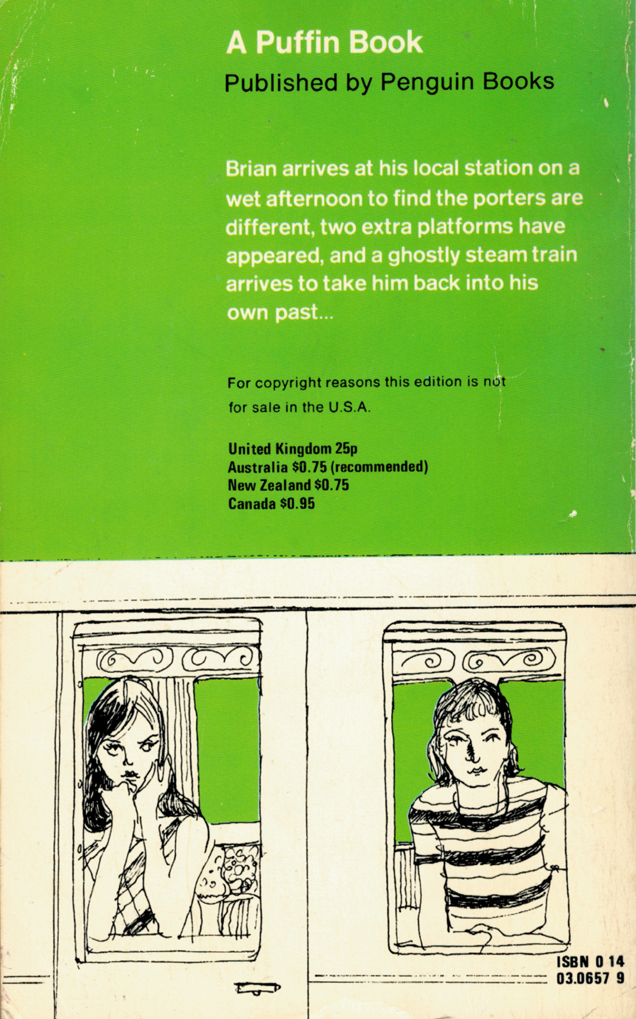 A Puffin Book
Published by Penguin Books
Brian arrives at his local station on a
wet afternoon to find the porters are
different, two extra platforms have
appeared, and a ghostly steam train
arrives to take him back into his
own past...
For copyright reasons this edition is not
for sale in the U.S.A.
United Kingdom 25p
Australia $0.75 (recommended)
New Zealand $0.75
Canada $0.95
ISBN 0 14
03.0657 9